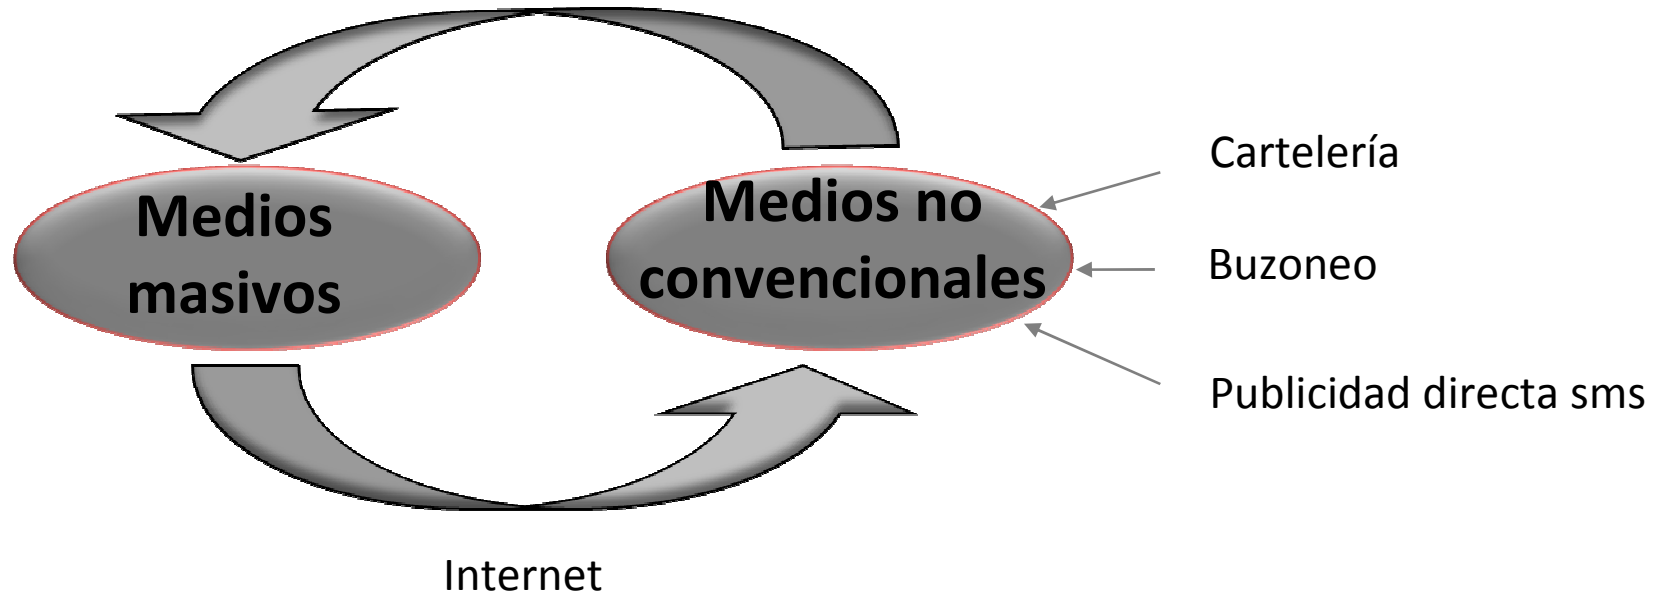 Medios
masivos
Medios no
convencionales
Cartelería
Buzoneo
Publicidad directa sms
Internet